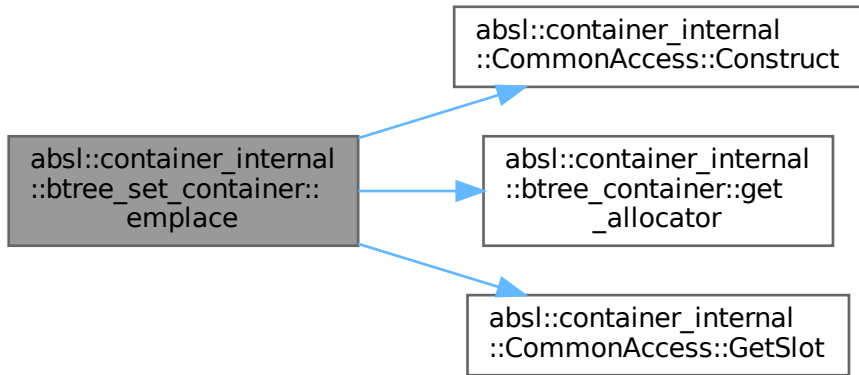 absl::container_internal
::CommonAccess::Construct
absl::container_internal
::btree_set_container::
emplace
absl::container_internal
::btree_container::get
_allocator
absl::container_internal
::CommonAccess::GetSlot